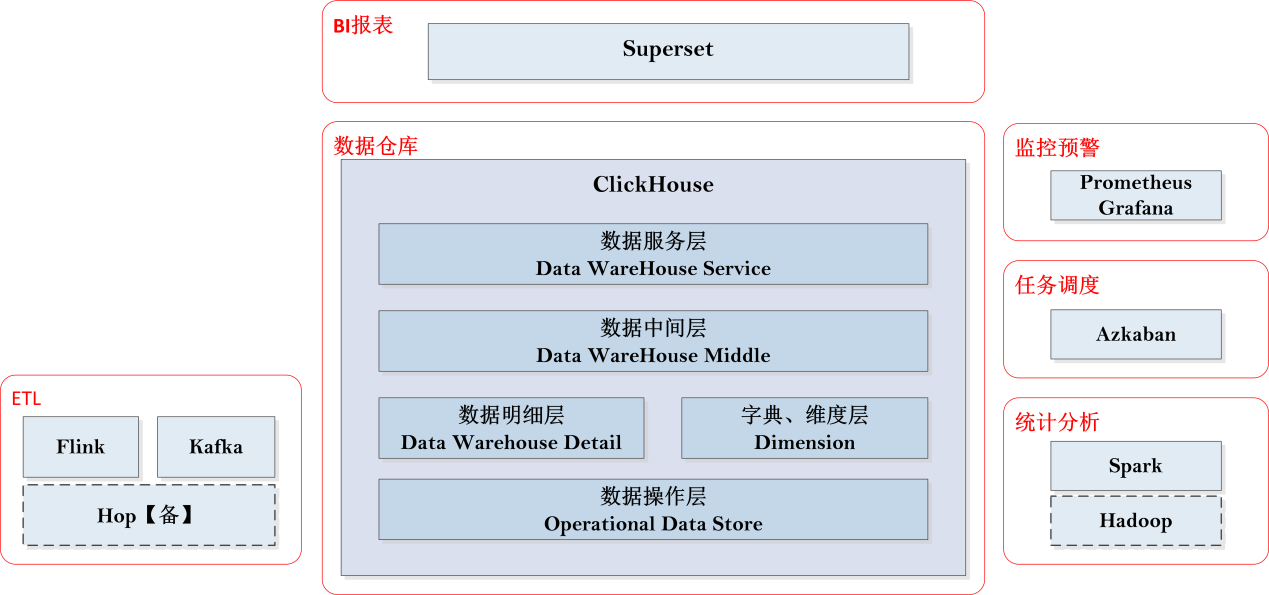 BI报表
Superset
数据仓库
ClickHouse
数据服务层
Data WareHouse Service
数据中间层
Data WareHouse Middle
数据明细层
Data Warehouse Detail
字典、维度层
Dimension
数据操作层
Operational Data Store
ETL
Flink
Kafka
Hop【备】
监控预警
Prometheus
Grafana
任务调度
Azkaban
统计分析
Spark
Hadoop